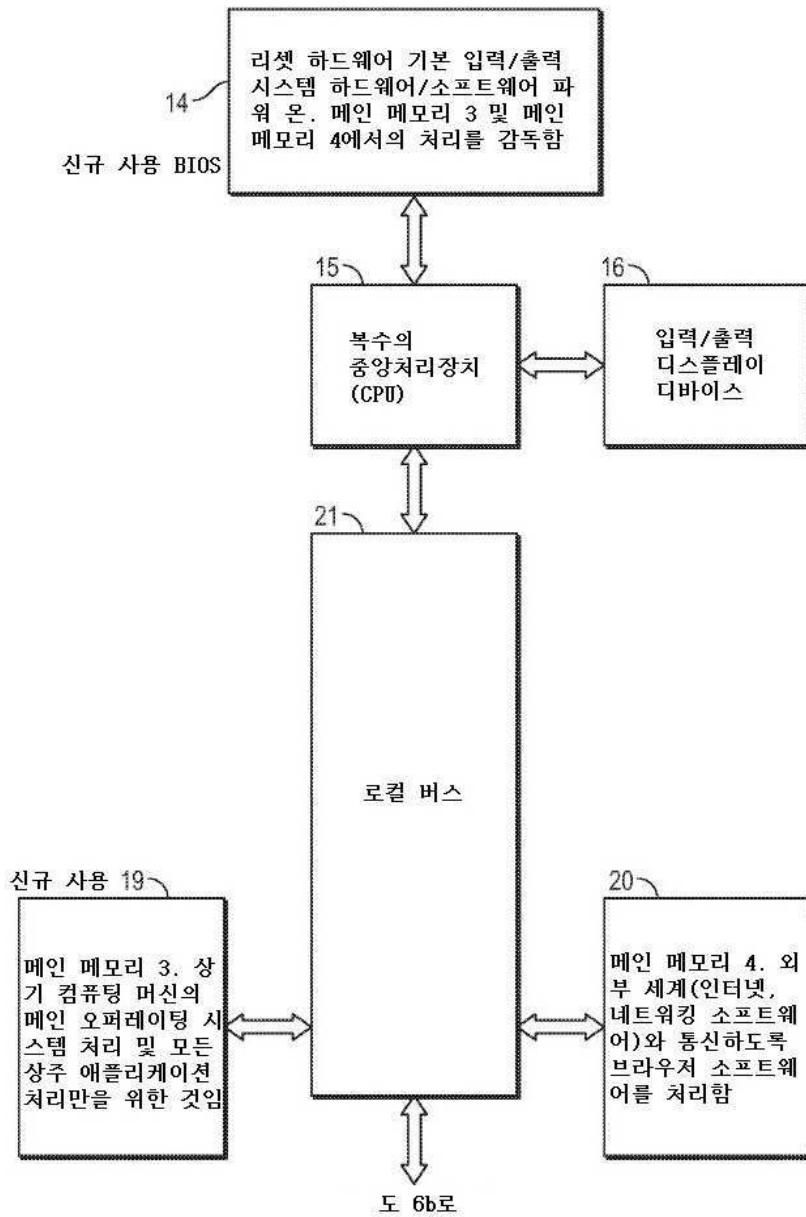 리셋 하드웨어 기본 입력/출력
시스템 하드웨어/소프트웨어 파
워 온. 메인 메모리 3 및 메인
메모리 4에서의 처리를 감독함
14
신규 사용 BIOS
15
복수의
중앙처리장치
(CPU)
16
입력/출력
디스플레이
디바이스
21
로컬 버스
신규 사용 19
메인 메모리 3. 상
기 컴퓨팅 머신의
메인 오퍼레이팅 시
스템 처리 및 모든
상주 애플리케이션
처리만을 위한 것임
20
메인 메모리 4. 외
부 세계(인터넷,
네트워킹 소프트웨
어)와 통신하도록
브라우저 소프트웨
어를 처리함
도 6b로